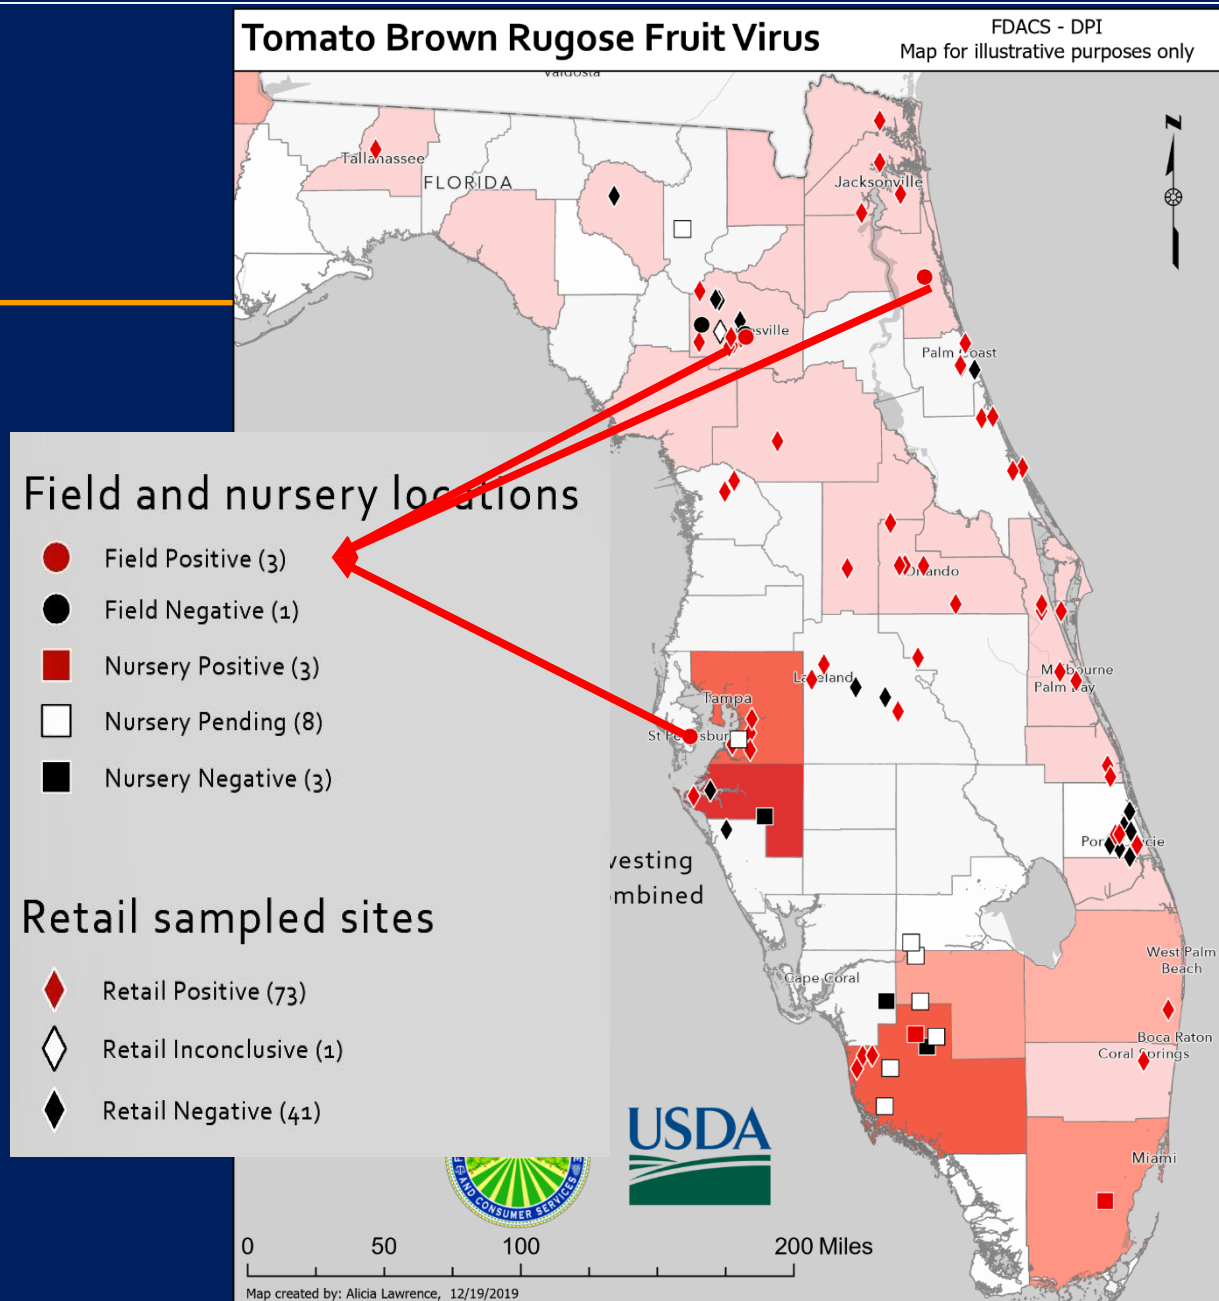 Tomato Brown Rugose Fruit Virus
FDACS - DPI
Map for illustrative purposes only
Valdosta
N
Tallahassee
FLORIDA
Jacksonville
Palm Coast
Field and nursery locations
Field Positive (3)
Field Negative (1)
Nursery Positive (3)
Nursery Pending (8)
Nursery Negative (3)
Orlando
Lakeland
Melbourne
Palm Bay
Tampa
Retail sampled sites
Retail Positive (73)
Retail Inconclusive (1)
Retail Negative (41)
Cape Coral
West Palm
Beach
Boca Raton
Coral Springs
Miami
USDA
AND CONSUMER SERVICES
0 50 100 200 Miles
Map created by: Alicia Lawrence, 12/19/2019